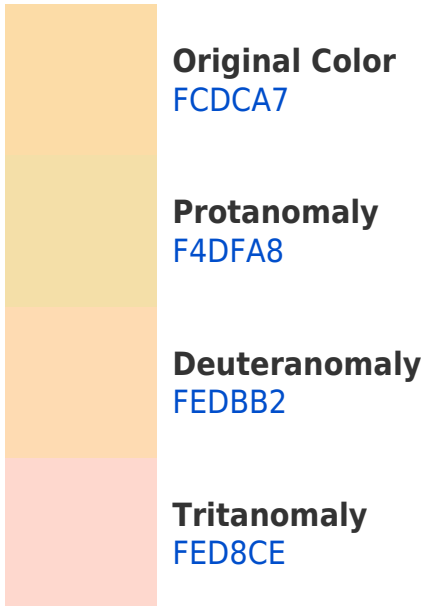 Original Color
FCDCA7
Protanomaly
F4DFA8
Deuteranomaly
FEDBB2
Tritanomaly
FED8CE